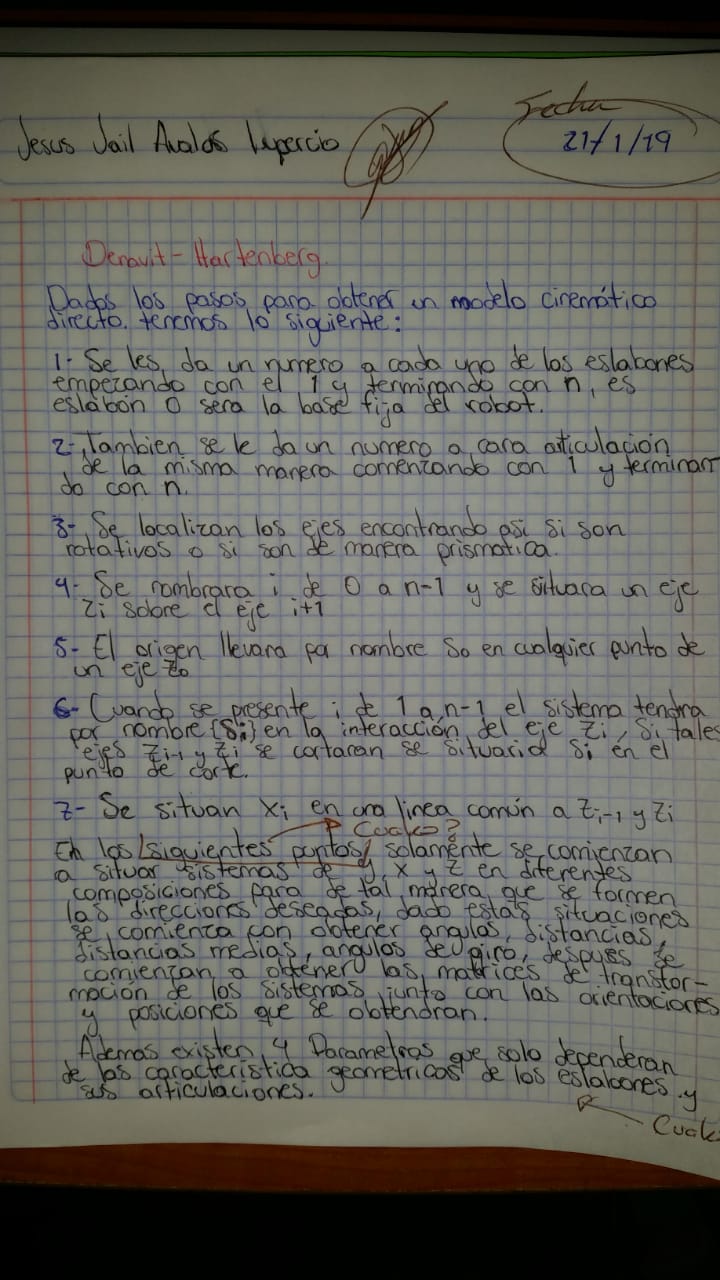 Fecha
Jesus Jail Avalos Lupercio
21/1/19
Denavit-Hartenberg.
Dados los pasos para obtener un modelo cinemático
directo. tenemos lo siguiente:
1- Se les da un numero a cada uno de los eslabones
empezando con el 1 y terminando con n, es
eslabón 0 sera la base fija del robot.
2- Tambien se le da un numero a cara articulación
de la misma manera comenzando con 1 y terminan
do con n.
3- Se localizan los ejes encontrando asi si son
rotativos o si son de manera prismatica.
4- Se nombrara i de 0 a n-1 y se situara un eje
Zi sobre el eje i+1
5- El origen llevara por nombre So en cualquier punto de
un eje Zo
6- Cuando se presente i de 1 a n-1 el sistema tendra
por nombre {Si} en la interacción del eje Zi, Si tales
ejes Zi-1 y Zi se cortaran se situaria Si en el
punto de corte.
7- Se situan Xi en una linea común a Zi-1 y Zi
Cuales?
En los siguientes puntos solamente se comienzan
a situar sistemas de y, x y z en diferentes
composiciones para de tal manera que se formen
las direcciones deseadas, dado estas situaciones
se comienza con obtener angulos, distancias,
distancias medias, angulos de giro, despues se
comienzan a obtener las matrices de transfor-
mación de los sistemas junto con las orientaciones
y posiciones que se obtendran.
Ademas existen 4 Parametros que solo dependeran
de las caracteristica geometricas de los eslabones y
sus articulaciones.